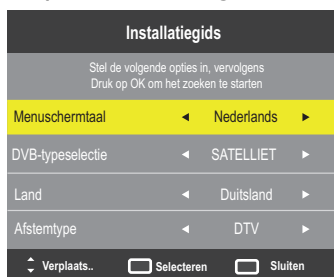 Installatiegids
Stel de volgende opties in, vervolgens
Druk op OK om het zoeken te starten
Menuschermtaal ◄ Nederlands ►
DVB-typeselectie ◄ SATELLIET ►
Land ◄ Duitsland ►
Afstemtype ◄ DTV ►
Verplaats.. Selecteren Sluiten